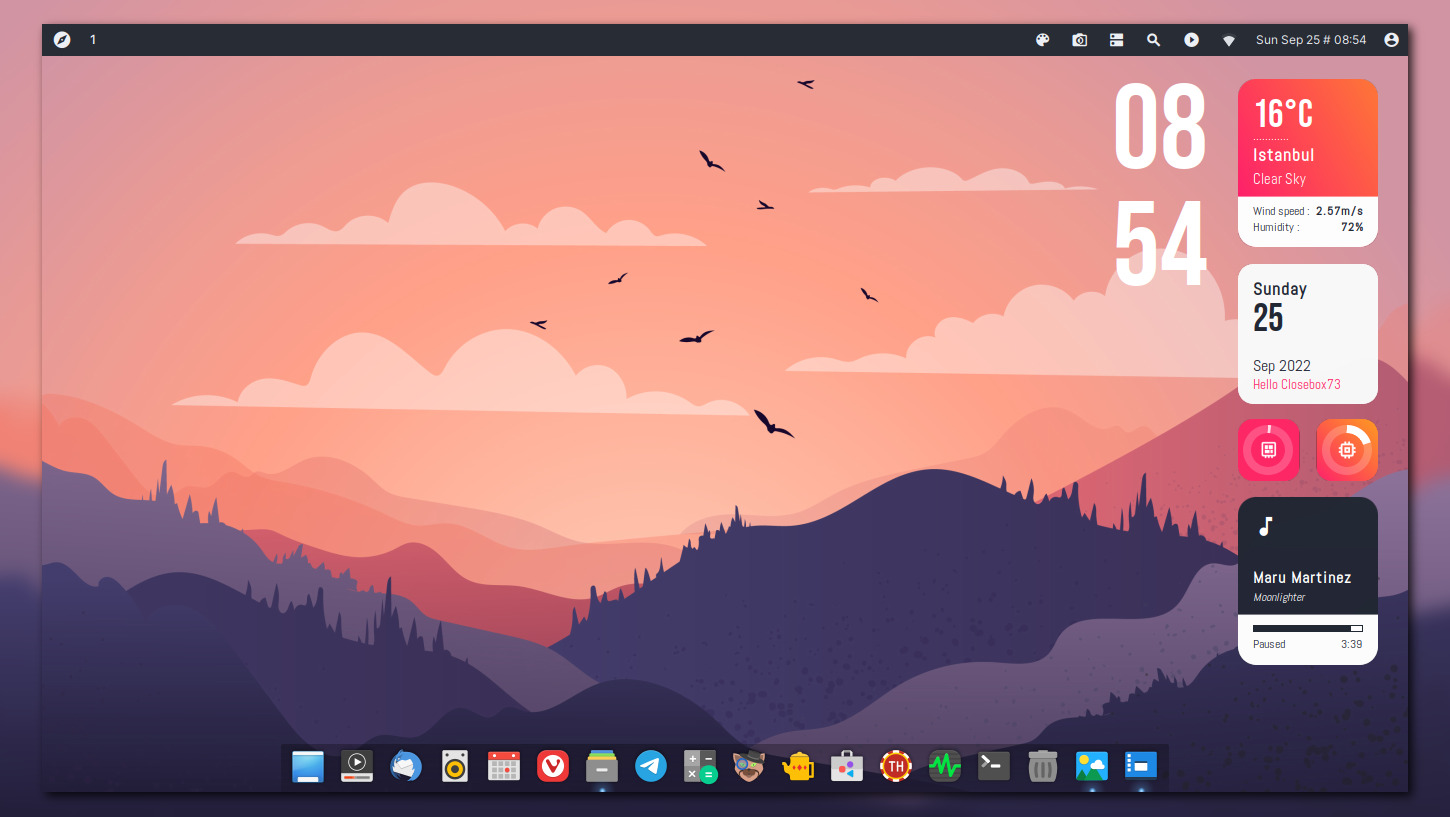 1
Sun Sep 25 # 08:54
08
54
16°C
Istanbul
Clear Sky
Wind speed : 2.57m/s
Humidity : 72%
Sunday
25
Sep 2022
Hello Closebox73
Maru Martinez
Moonlighter
Paused 3:39
TH